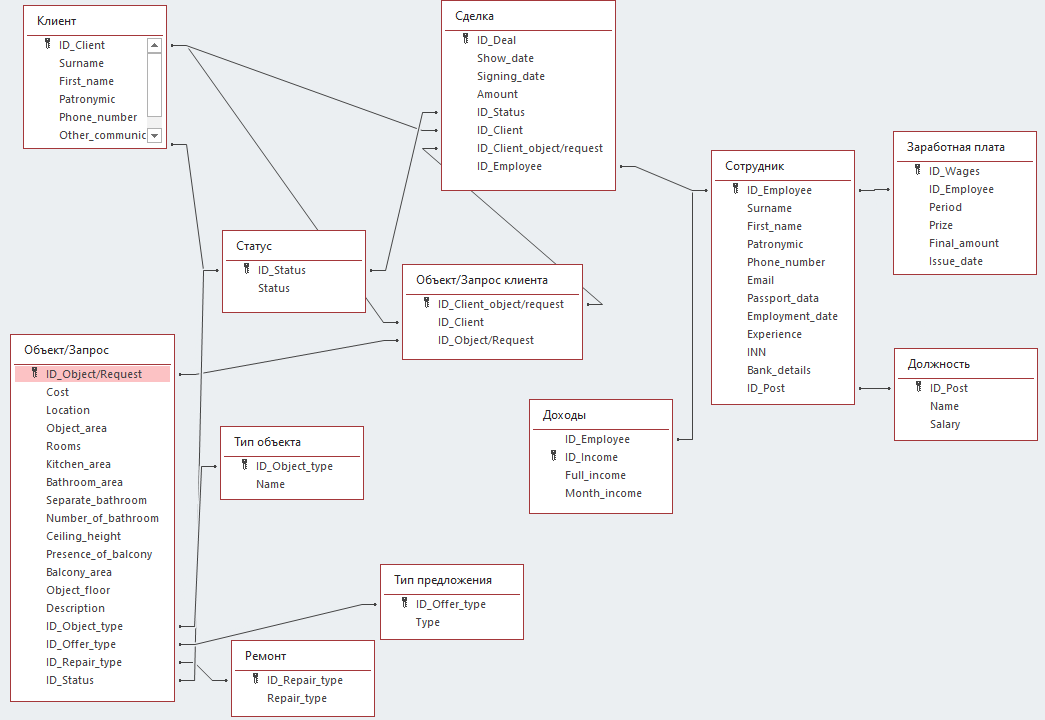 Клиент
ID_Client
Surname
First_name
Patronymic
Phone_number
Other_communic
Сделка
ID_Deal
Show_date
Signing_date
Amount
ID_Status
ID_Client
ID_Client_object/request
ID_Employee
Сотрудник
ID_Employee
Surname
First_name
Patronymic
Phone_number
Email
Passport_data
Employment_date
Experience
INN
Bank_details
ID_Post
Заработная плата
ID_Wages
ID_Employee
Period
Prize
Final_amount
Issue_date
Статус
ID_Status
Status
Объект/Запрос клиента
ID_Client_object/request
ID_Client
ID_Object/Request
Объект/Запрос
ID_Object/Request
Cost
Location
Object_area
Rooms
Kitchen_area
Bathroom_area
Separate_bathroom
Number_of_bathroom
Ceiling_height
Presence_of_balcony
Balcony_area
Object_floor
Description
ID_Object_type
ID_Offer_type
ID_Repair_type
ID_Status
Тип объекта
ID_Object_type
Name
Доходы
ID_Employee
ID_Income
Full_income
Month_income
Должность
ID_Post
Name
Salary
Тип предложения
ID_Offer_type
Type
Ремонт
ID_Repair_type
Repair_type